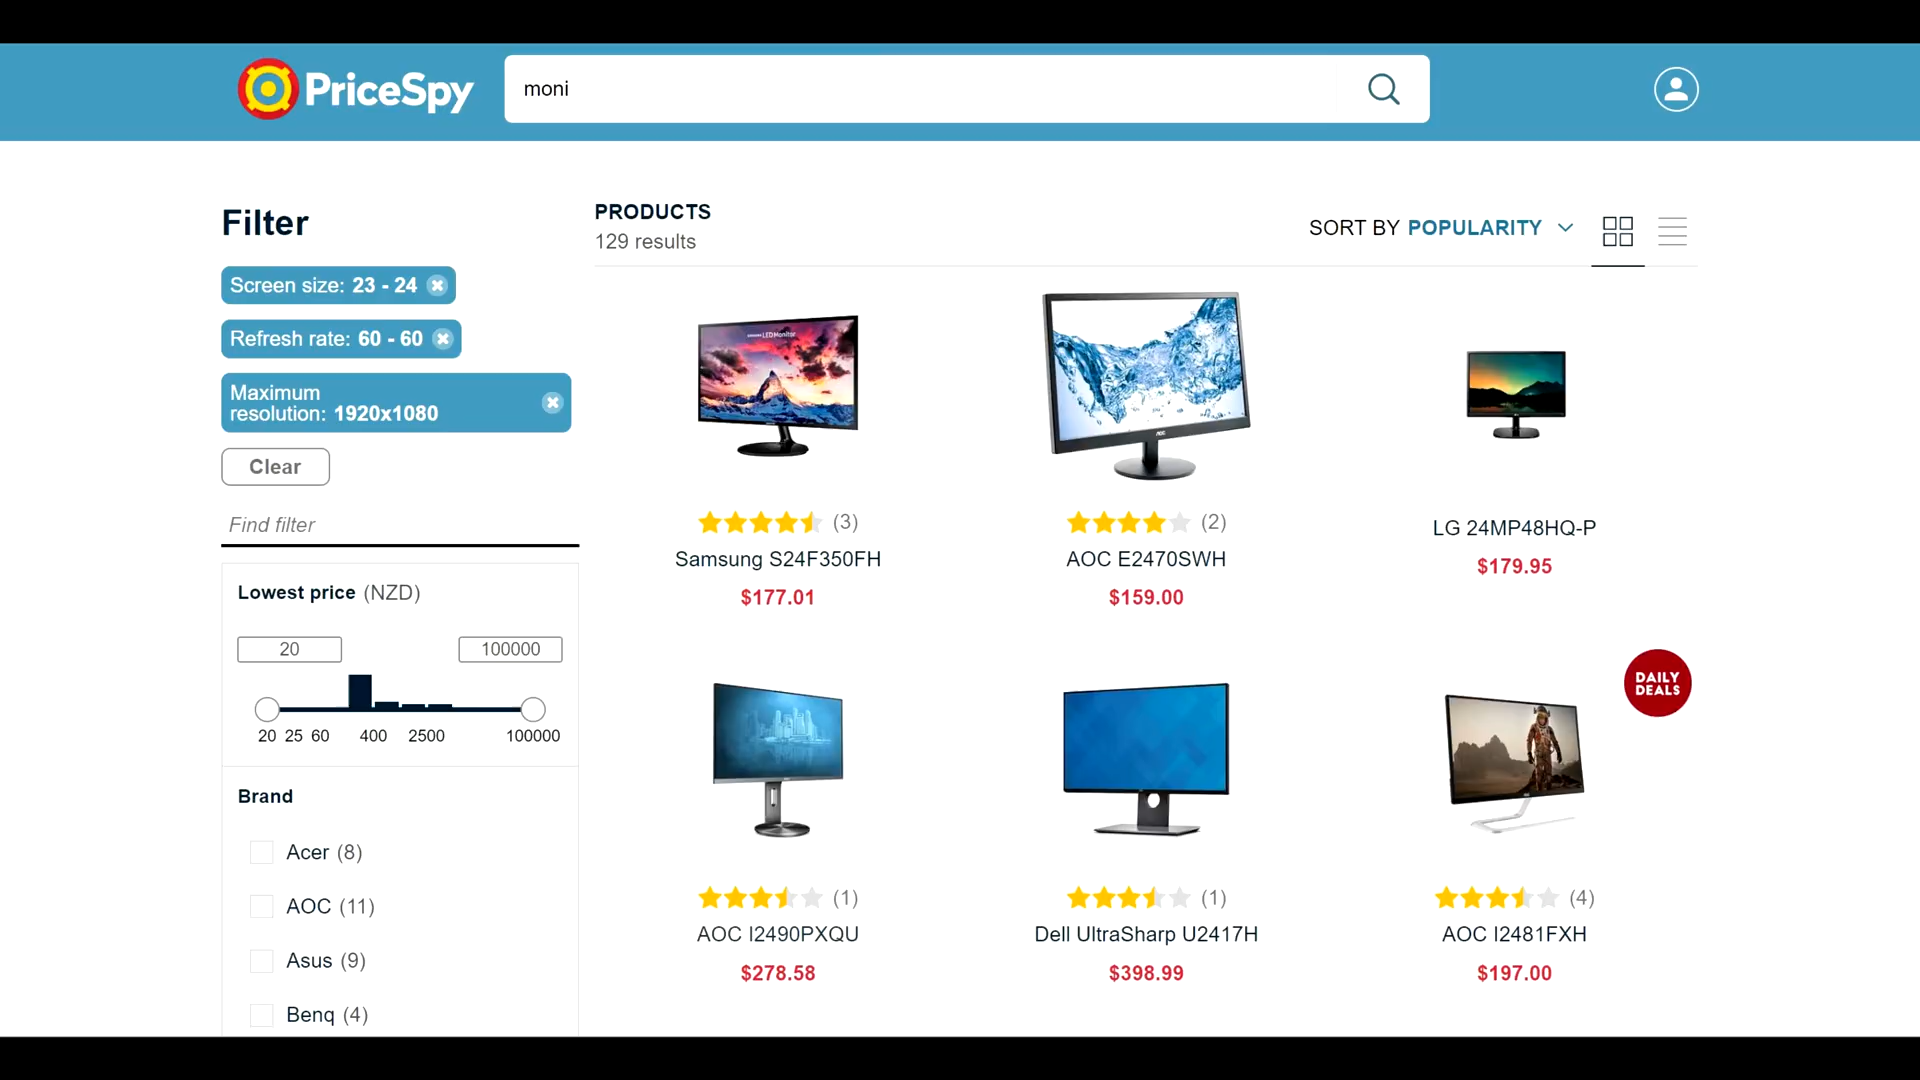 PriceSpy
moni
Filter
Screen size: 23 - 24
Refresh rate: 60 - 60
Maximum
resolution: 1920x1080
Clear
Find filter
Lowest price (NZD)
20 100000
20 25 60 400 2500 100000
Brand
Acer (8)
AOC (11)
Asus (9)
Benq (4)
PRODUCTS
129 results
SORT BY POPULARITY
(3)
Samsung S24F350FH
$177.01
(2)
AOC E2470SWH
$159.00
LG 24MP48HQ-P
$179.95
(1)
AOC I2490PXQU
$278.58
(1)
Dell UltraSharp U2417H
$398.99
DAILY
DEALS
(4)
AOC I2481FXH
$197.00